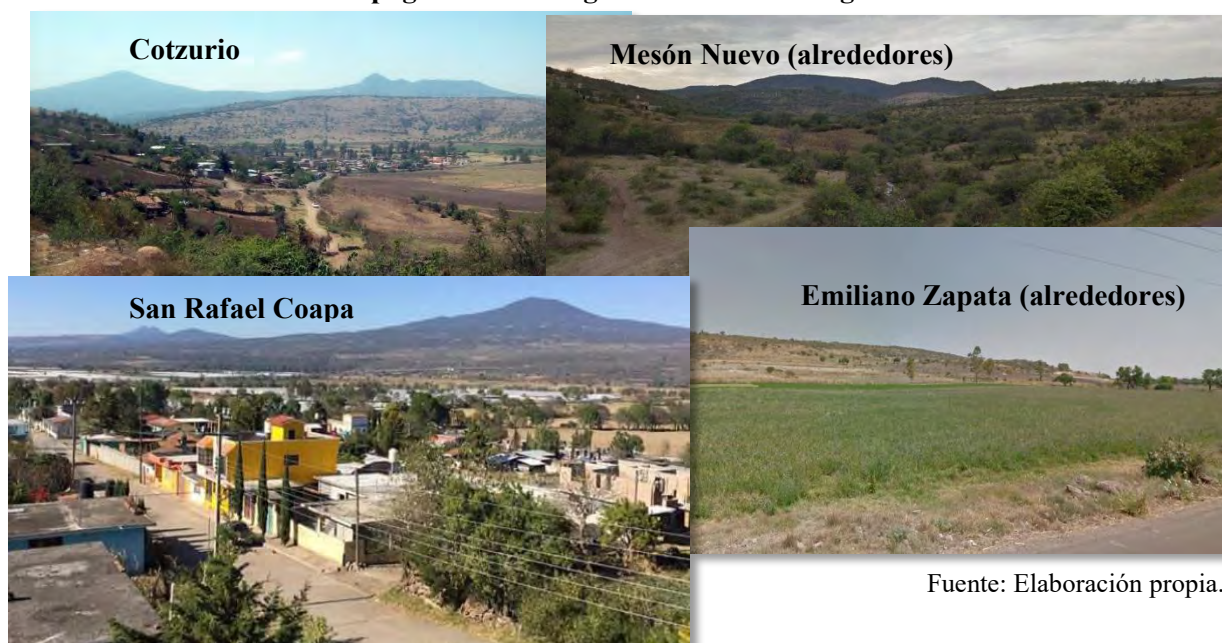 Cotzurio
Mesón Nuevo (alrededores)
San Rafael Coapa
Emiliano Zapata (alrededores)
Fuente: Elaboración propia.